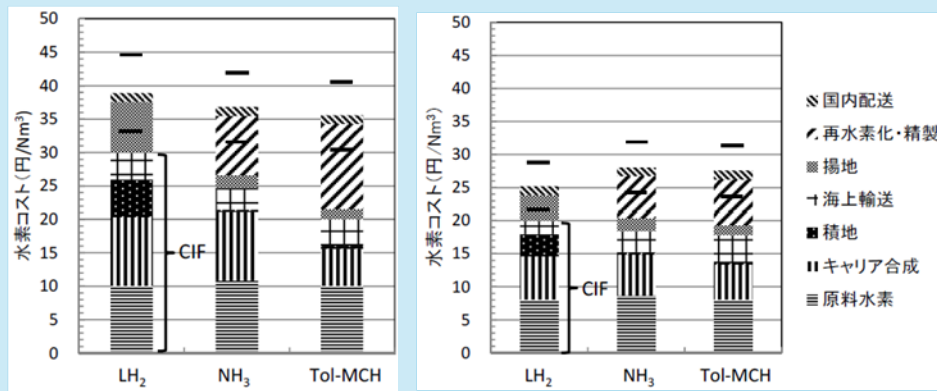 水素コスト(円/Nm³)
50
45
40
35
30
25
20
15
10
5
0
CIF
LH₂
NH₃
Tol-MCH
水素コスト(円/Nm³)
50
45
40
35
30
25
20
15
10
5
0
CIF
LH₂
NH₃
Tol-MCH
国内配送
再水素化・精製
揚地
海上輸送
積地
キャリア合成
原料水素